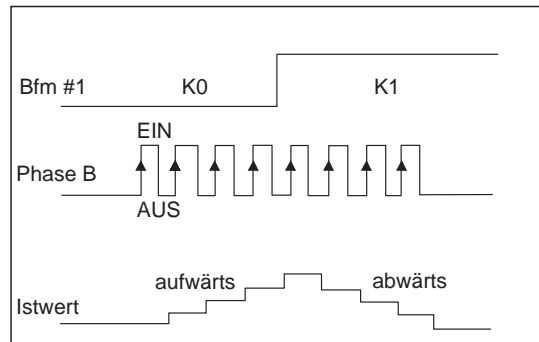 Bfm #1 K0 K1
EIN
Phase B
AUS
aufwärts abwärts
Istwert